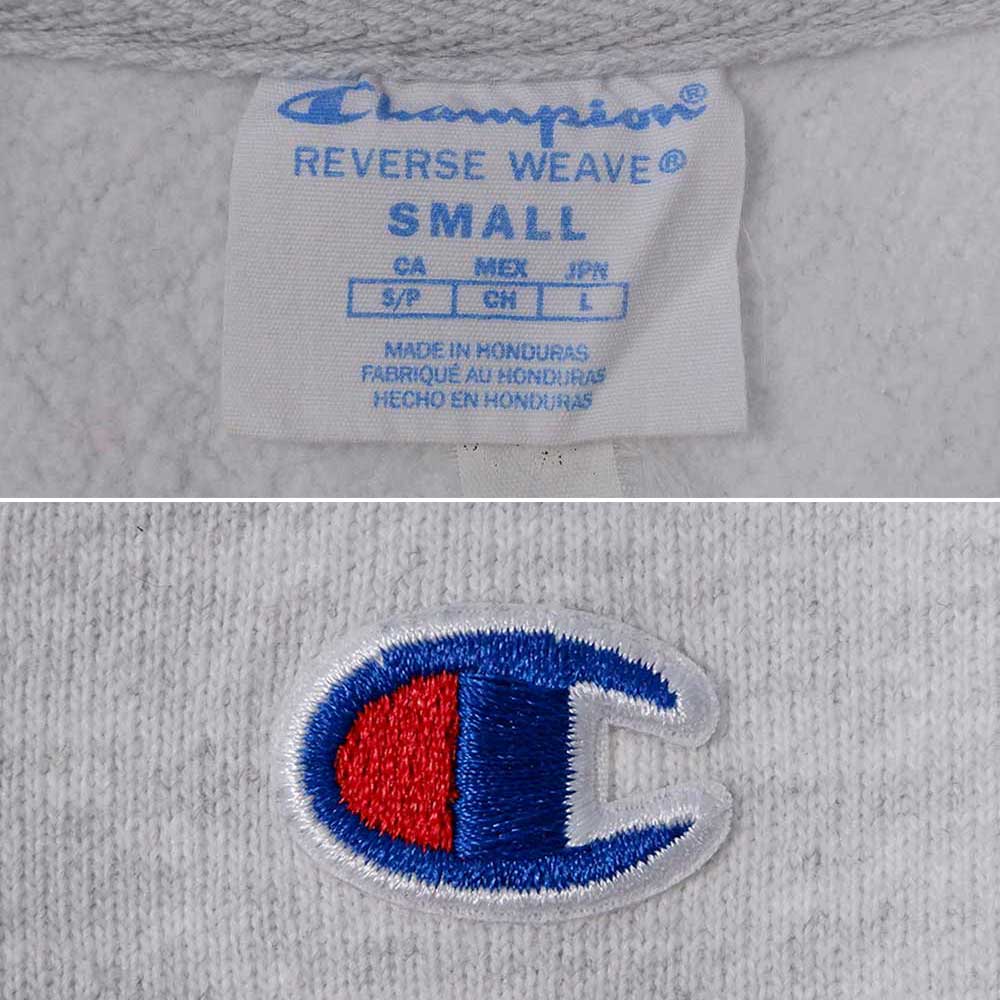 Champion®
REVERSE WEAVE®
SMALL
CA MEX JPN
S/P CH L
MADE IN HONDURAS
FABRIQUÉ AU HONDURAS
HECHO EN HONDURAS